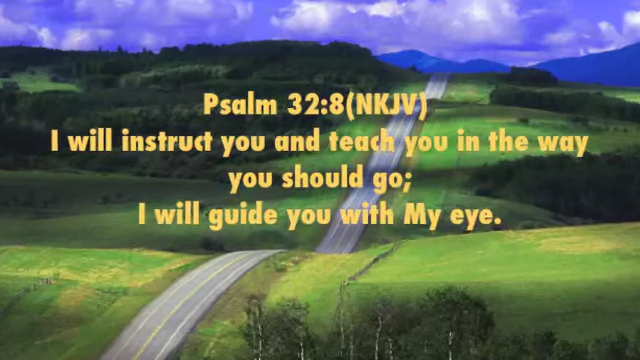 Psalm 32:8(NKJV)
I will instruct you and teach you in the way
you should go;
I will guide you with My eye.